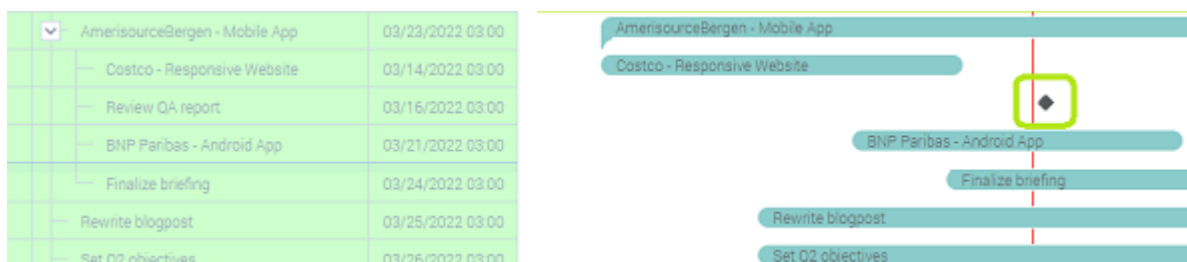 AmerisourceBergen - Mobile App 03/23/2022 03:00
Costco - Responsive Website 03/14/2022 03:00
Review QA report 03/16/2022 03:00
BNP Paribas - Android App 03/21/2022 03:00
Finalize briefing 03/24/2022 03:00
Rewrite blogpost 03/25/2022 03:00
Set Q2 objectives 03/26/2022 03:00
AmerisourceBergen - Mobile App
Costco - Responsive Website
BNP Paribas - Android App
Finalize briefing
Rewrite blogpost
Set Q2 objectives